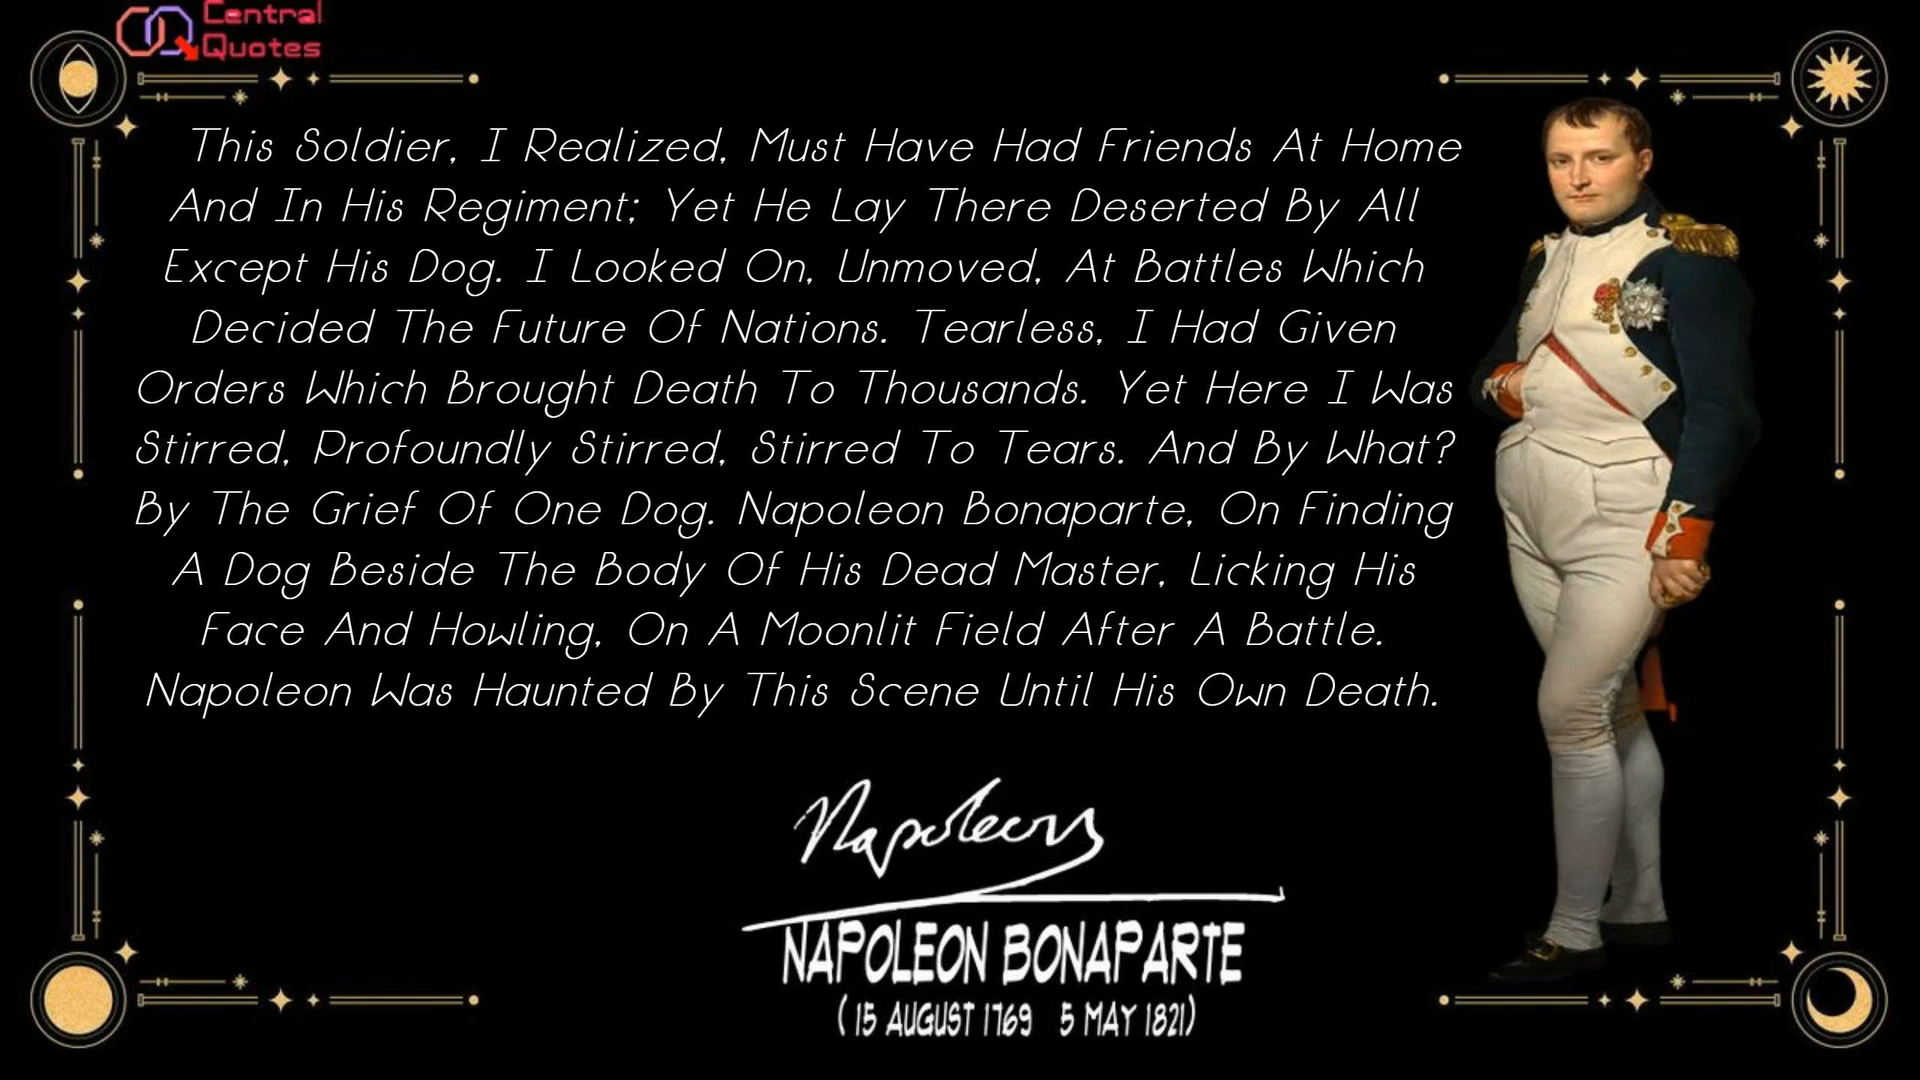 Central
Quotes
This Soldier, I Realized, Must Have Had Friends At Home
And In His Regiment; Yet He Lay There Deserted By All
Except His Dog. I Looked On, Unmoved, At Battles Which
Decided The Future Of Nations. Tearless, I Had Given
Orders Which Brought Death To Thousands. Yet Here I Was
Stirred, Profoundly Stirred, Stirred To Tears. And By What?
By The Grief Of One Dog. Napoleon Bonaparte, On Finding
A Dog Beside The Body Of His Dead Master, Licking His
Face And Howling, On A Moonlit Field After A Battle.
Napoleon Was Haunted By This Scene Until His Own Death.
Napoleon
NAPOLEON BONAPARTE
( 15 AUGUST 1769 5 MAY 1821)